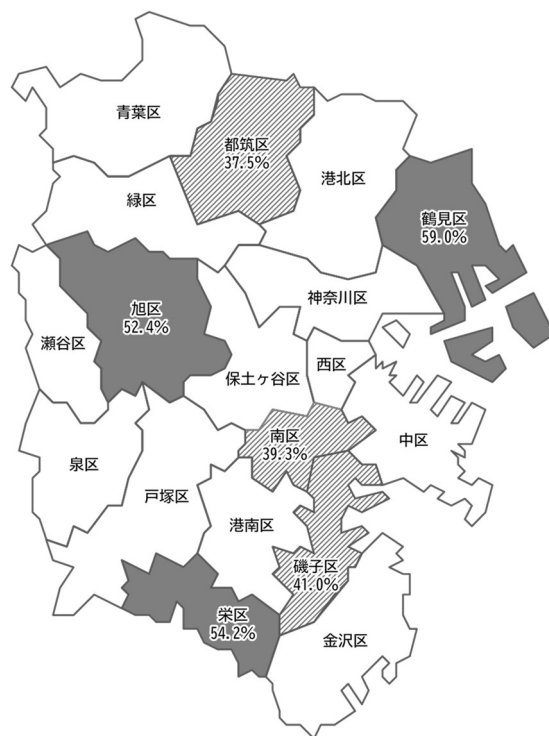 青葉区
都筑区
37.5%
港北区
緑区
鶴見区
59.0%
旭区
52.4%
神奈川区
瀬谷区
保土ヶ谷区
西区
南区
39.3%
中区
泉区
戸塚区
港南区
磯子区
41.0%
栄区
54.2%
金沢区